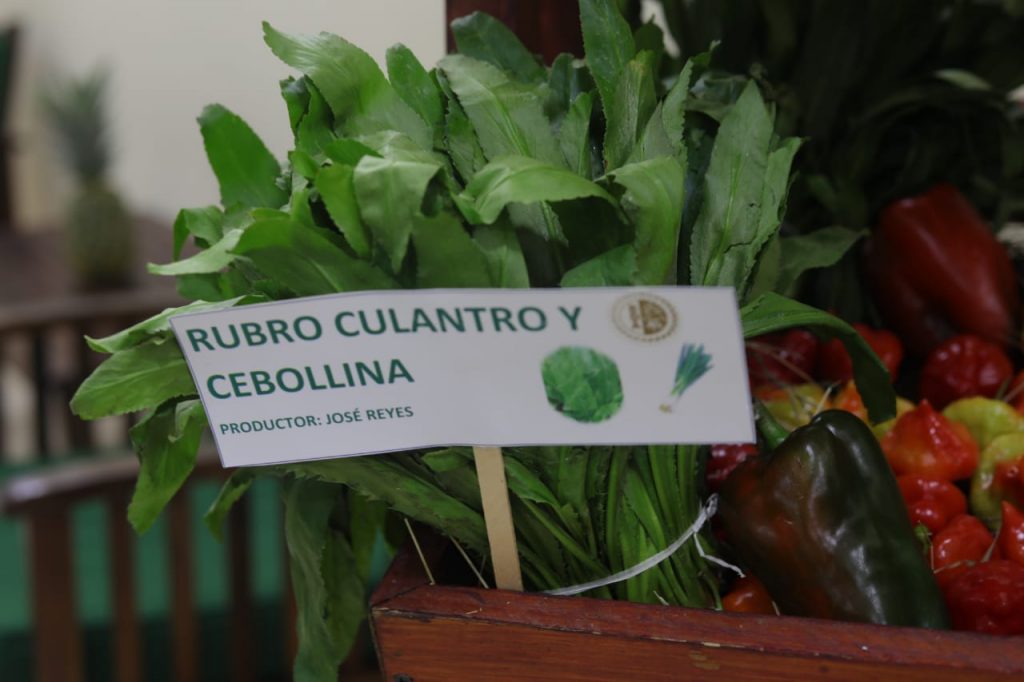 RUBRO CULANTRO Y
CEBOLLINA
PRODUCTOR: JOSÉ REYES